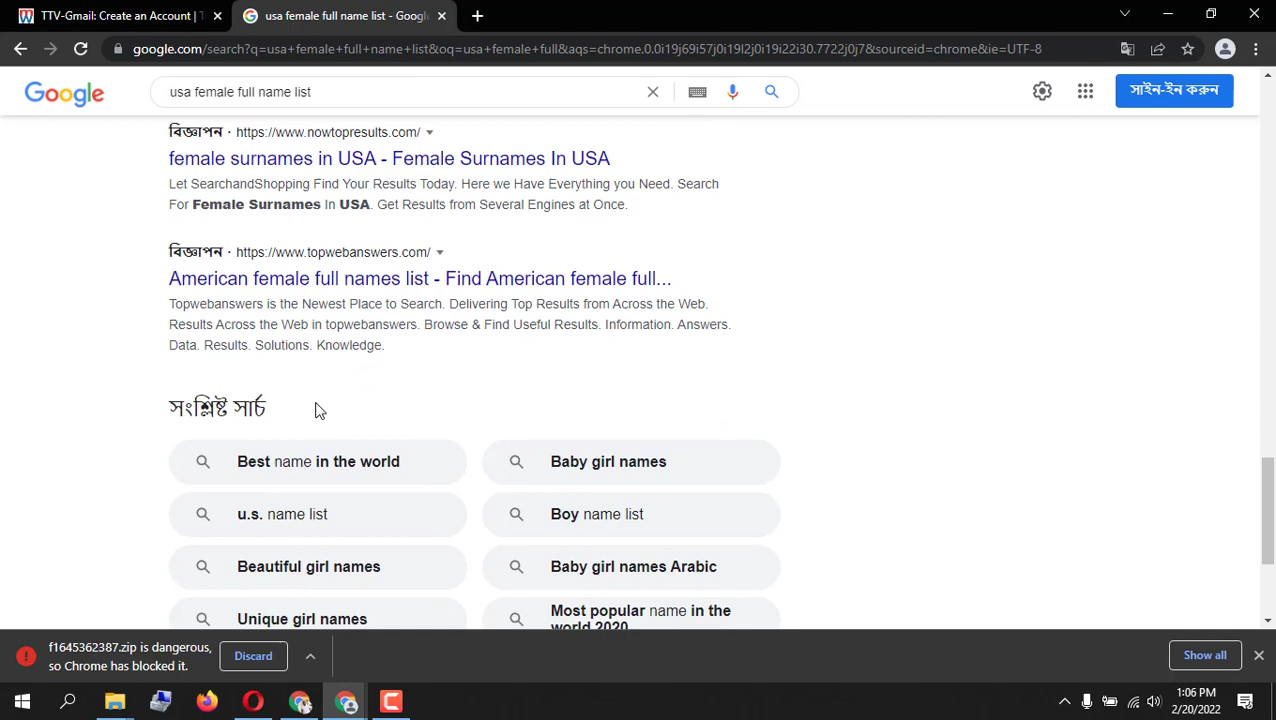 TTV-Gmail: Create an Account | T
usa female full name list - Google
google.com/search?q=usa+female+full+name+list&oq=usa+female+full&aqs=chrome.0.0i19j69i57j0i19l2j0i19i22i30.7722j0j7&sourceid=chrome&ie=UTF-8
Google
usa female full name list
সাইন-ইন করুন
বিজ্ঞাপন · https://www.nowtopresults.com/
female surnames in USA - Female Surnames In USA
Let SearchandShopping Find Your Results Today. Here we Have Everything you Need. Search
For Female Surnames In USA. Get Results from Several Engines at Once.
বিজ্ঞাপন · https://www.topwebanswers.com/
American female full names list - Find American female full...
Topwebanswers is the Newest Place to Search. Delivering Top Results from Across the Web.
Results Across the Web in topwebanswers. Browse & Find Useful Results. Information. Answers.
Data. Results. Solutions. Knowledge.
সংশ্লিষ্ট সার্চ
Best name in the world
Baby girl names
u.s. name list
Boy name list
Beautiful girl names
Baby girl names Arabic
Unique girl names
Most popular name in the
world 2020
f1645362387.zip is dangerous,
so Chrome has blocked it.
Discard
Show all
1:06 PM
2/20/2022